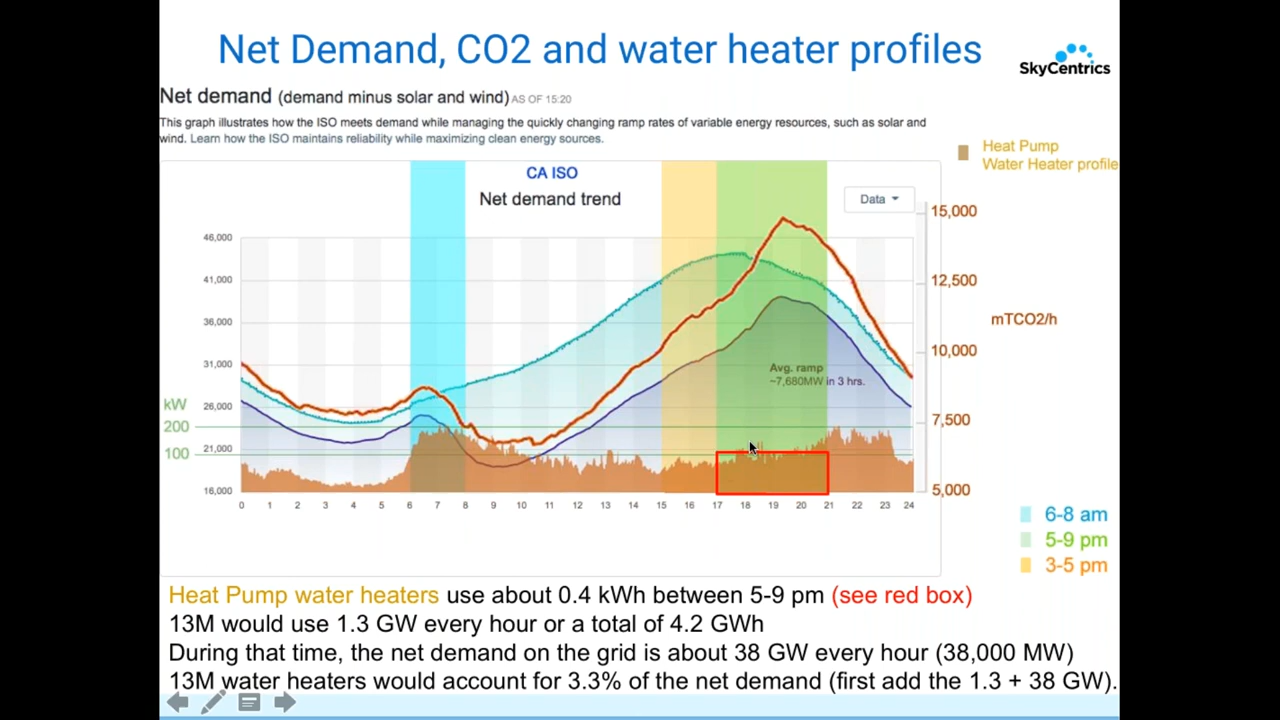 Net Demand, CO2 and water heater profiles
SkyCentrics
Net demand (demand minus solar and wind) AS OF 15:20
This graph illustrates how the ISO meets demand while managing the quickly changing ramp rates of variable energy resources, such as solar and
wind. Learn how the ISO maintains reliability while maximizing clean energy sources.
Heat Pump
Water Heater profile
CA ISO
Net demand trend
Data
46,000
41,000
36,000
31,000
26,000
21,000
16,000
kW
200
100
15,000
12,500
mTCO2/h
10,000
7,500
5,000
Avg. ramp
~7,680MW in 3 hrs.
0 1 2 3 4 5 6 7 8 9 10 11 12 13 14 15 16 17 18 19 20 21 22 23 24
6-8 am
5-9 pm
3-5 pm
Heat Pump water heaters use about 0.4 kWh between 5-9 pm (see red box)
13M would use 1.3 GW every hour or a total of 4.2 GWh
During that time, the net demand on the grid is about 38 GW every hour (38,000 MW)
13M water heaters would account for 3.3% of the net demand (first add the 1.3 + 38 GW).